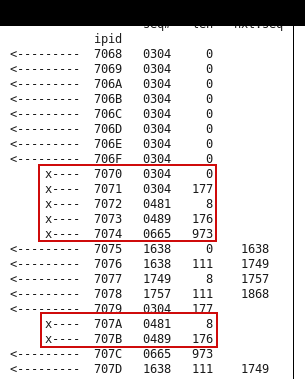 seq# len nxtseq
ipid
<--------- 7068 0304 0
<--------- 7069 0304 0
<--------- 706A 0304 0
<--------- 706B 0304 0
<--------- 706C 0304 0
<--------- 706D 0304 0
<--------- 706E 0304 0
<--------- 706F 0304 0
x---- 7070 0304 0
x---- 7071 0304 177
x---- 7072 0481 8
x---- 7073 0489 176
x---- 7074 0665 973
<--------- 7075 1638 0 1638
<--------- 7076 1638 111 1749
<--------- 7077 1749 8 1757
<--------- 7078 1757 111 1868
<--------- 7079 0304 177
x---- 707A 0481 8
x---- 707B 0489 176
<--------- 707C 0665 973
<--------- 707D 1638 111 1749